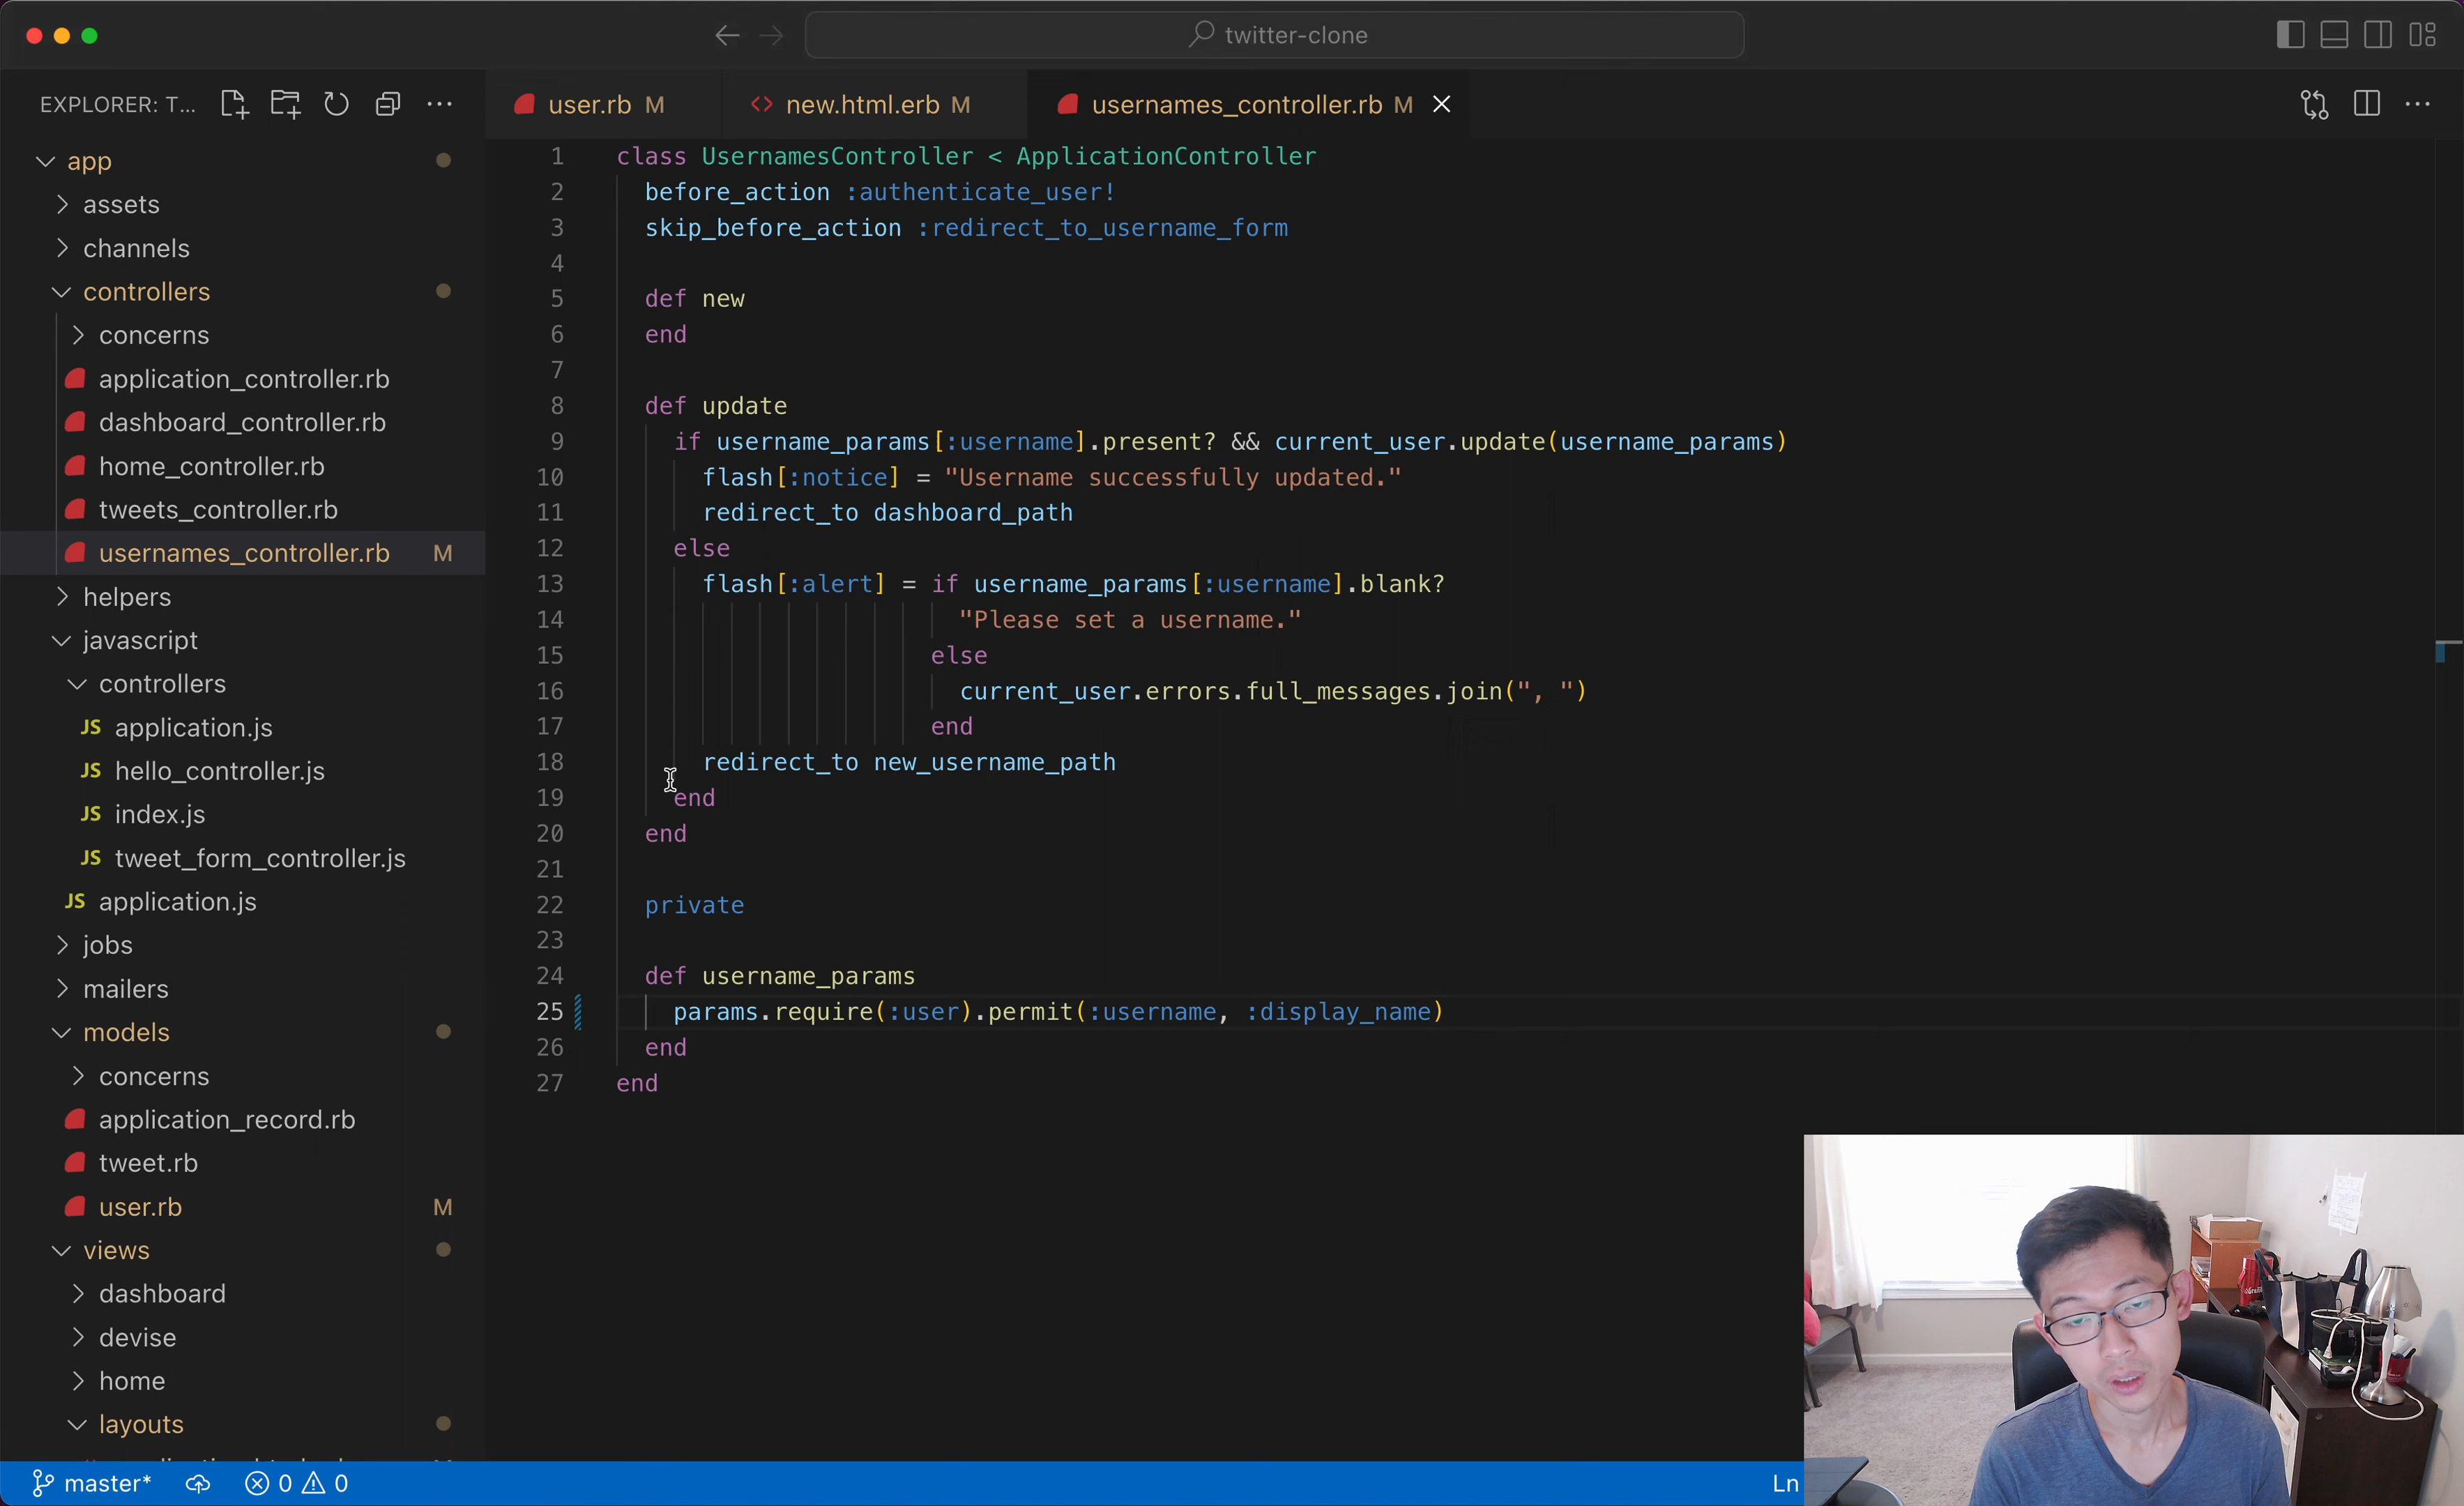 twitter-clone
EXPLORER: T...
user.rb M
new.html.erb M
usernames_controller.rb M
app
assets
channels
controllers
concerns
application_controller.rb
dashboard_controller.rb
home_controller.rb
tweets_controller.rb
usernames_controller.rb M
helpers
javascript
controllers
JS application.js
JS hello_controller.js
JS index.js
JS tweet_form_controller.js
JS application.js
jobs
mailers
models
concerns
application_record.rb
tweet.rb
user.rb M
views
dashboard
devise
home
layouts
1 class UsernamesController < ApplicationController
2 before_action :authenticate_user!
3 skip_before_action :redirect_to_username_form
4
5 def new
6 end
7
8 def update
9 if username_params[:username].present? && current_user.update(username_params)
10 flash[:notice] = "Username successfully updated."
11 redirect_to dashboard_path
12 else
13 flash[:alert] = if username_params[:username].blank?
14 "Please set a username."
15 else
16 current_user.errors.full_messages.join(", ")
17 end
18 redirect_to new_username_path
19 end
20 end
21
22 private
23
24 def username_params
25 params.require(:user).permit(:username, :display_name)
26 end
27 end
master* 0 0
Ln